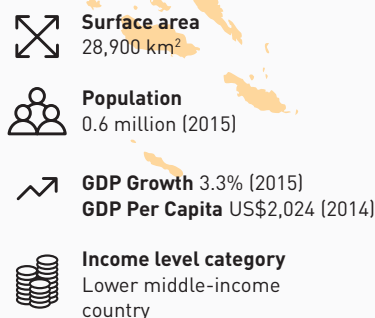 Surface area
28,900 km²
Population
0.6 million (2015)
GDP Growth 3.3% (2015)
GDP Per Capita US$2,024 (2014)
Income level category
Lower middle-income
country